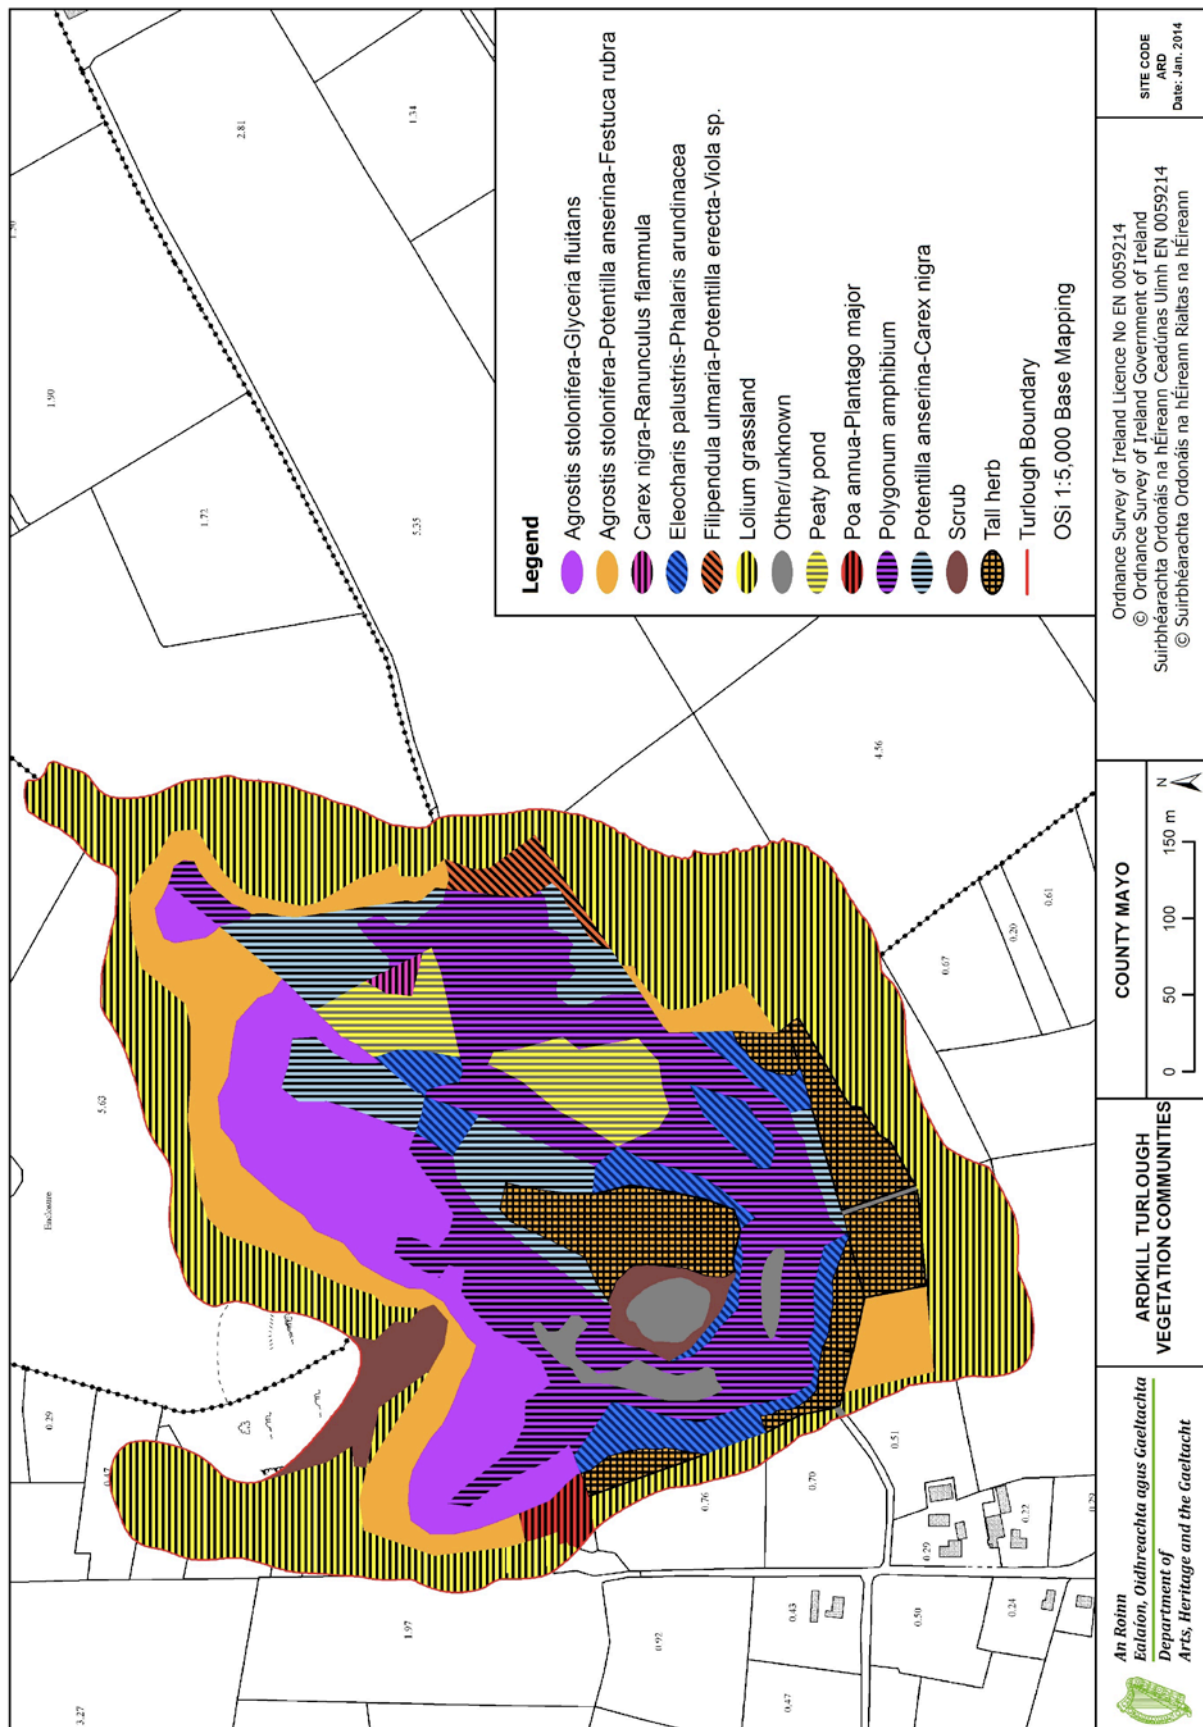 3.27
1.97
0.92
0.47
0.43
0.50
0.24
0.29
0.47
0.76
0.70
0.29
0.22
0.29
0.51
Enclosure
5.63
0.67
0.20
0.61
4.56
5.35
1.72
1.90
1.50
2.81
1.34
Legend
Agrostis stolonifera-Glyceria fluitans
Agrostis stolonifera-Potentilla anserina-Festuca rubra
Carex nigra-Ranunculus flammula
Eleocharis palustris-Phalaris arundinacea
Filipendula ulmaria-Potentilla erecta-Viola sp.
Lolium grassland
Other/unknown
Peaty pond
Poa annua-Plantago major
Polygonum amphibium
Potentilla anserina-Carex nigra
Scrub
Tall herb
Turlough Boundary
OSi 1:5,000 Base Mapping
An Roinn
Ealaíon, Oidhreachta agus Gaeltachta
Department of
Arts, Heritage and the Gaeltacht
ARDKILL TURLOUGH
VEGETATION COMMUNITIES
COUNTY MAYO
0 50 100 150 m
N
Ordnance Survey of Ireland Licence No EN 0059214
© Ordnance Survey of Ireland Government of Ireland
Suirbhéarachta Ordonáis na hÉireann Ceadúnas Uimh EN 0059214
© Suirbhéarachta Ordonáis na hÉireann Rialtas na hÉireann
SITE CODE
ARD
Date: Jan. 2014